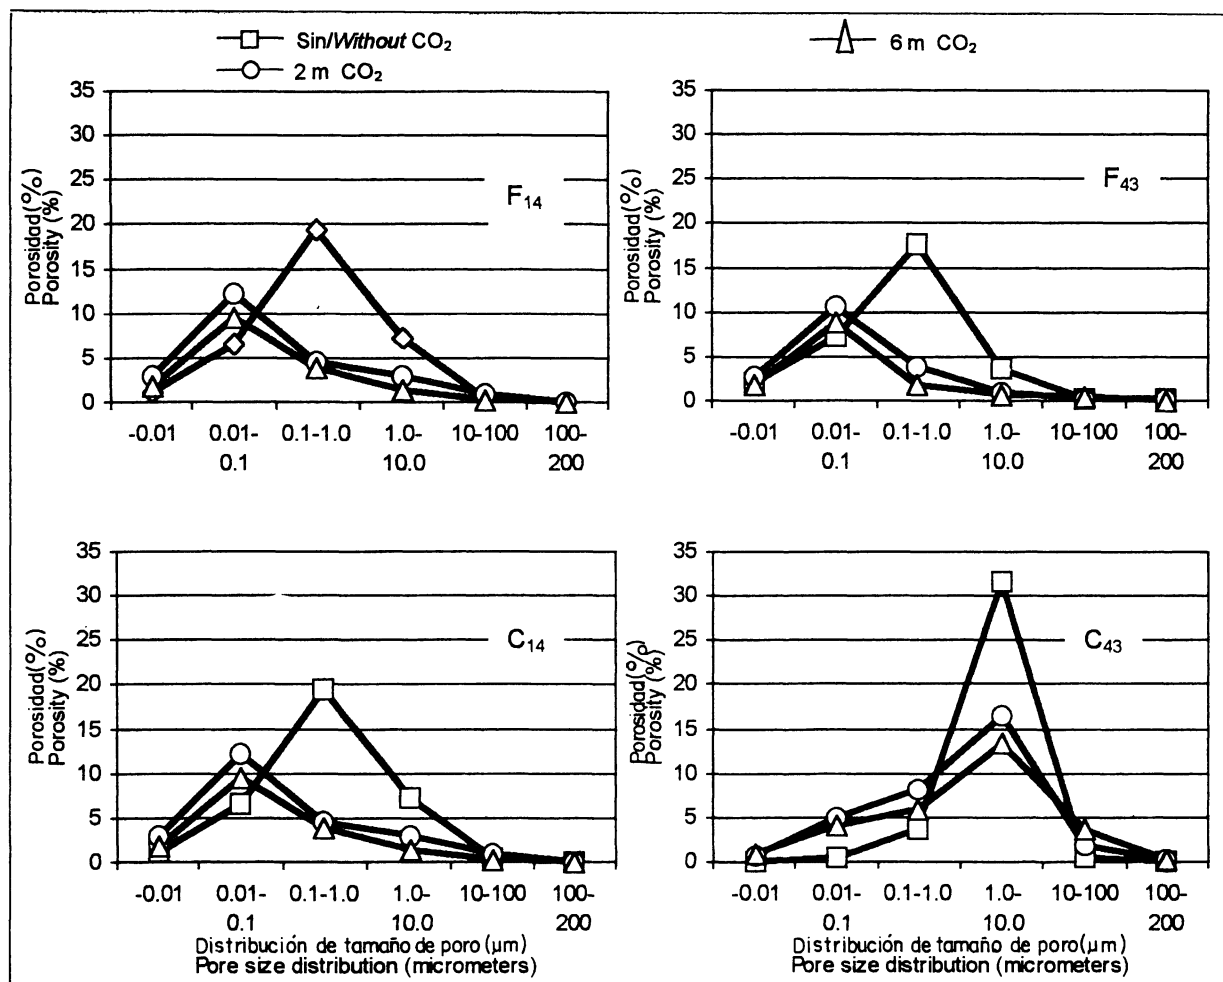 Sin/Without CO₂
2 m CO₂
6 m CO₂
Porosidad(%)
Porosity (%)
35
30
25
20
15
10
5
0
F₁₄
-0.01 0.01- 0.1-1.0 1.0- 10-100 100-
0.1 10.0 200
Porosidad(%)
Porosity (%)
35
30
25
20
15
10
5
0
F₄₃
-0.01 0.01- 0.1-1.0 1.0- 10-100 100-
0.1 10.0 200
Porosidad(%)
Porosity (%)
35
30
25
20
15
10
5
0
C₁₄
-0.01 0.01- 0.1-1.0 1.0- 10-100 100-
0.1 10.0 200
Distribución de tamaño de poro (µm)
Pore size distribution (micrometers)
Porosidad(%)
Porosity (%)
35
30
25
20
15
10
5
0
C₄₃
-0.01 0.01- 0.1-1.0 1.0- 10-100 100-
0.1 10.0 200
Distribución de tamaño de poro(µm)
Pore size distribution (micrometers)